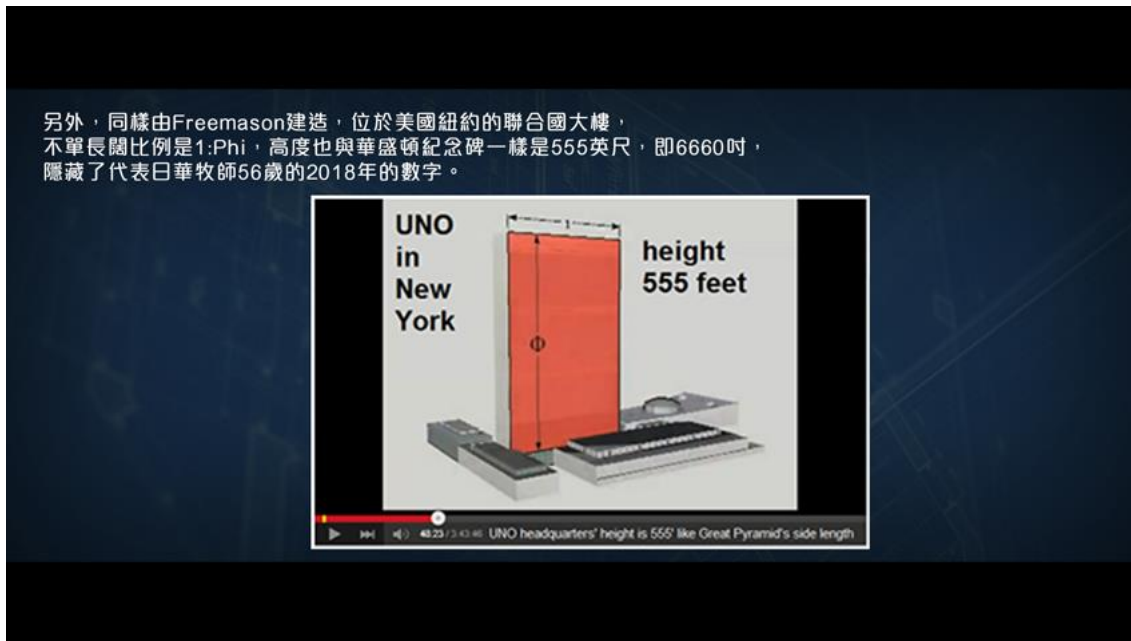 另外，同樣由Freemason建造，位於美國紐約的聯合國大樓，
不單長闊比例是1:Phi，高度也與華盛頓紀念碑一樣是555英尺，即6660吋，
隱藏了代表日華牧師56歲的2018年的數字。
UNO
in
New
York
1
height
555 feet
Φ
43:23 / 3:43:46 UNO headquarters' height is 555' like Great Pyramid's side length